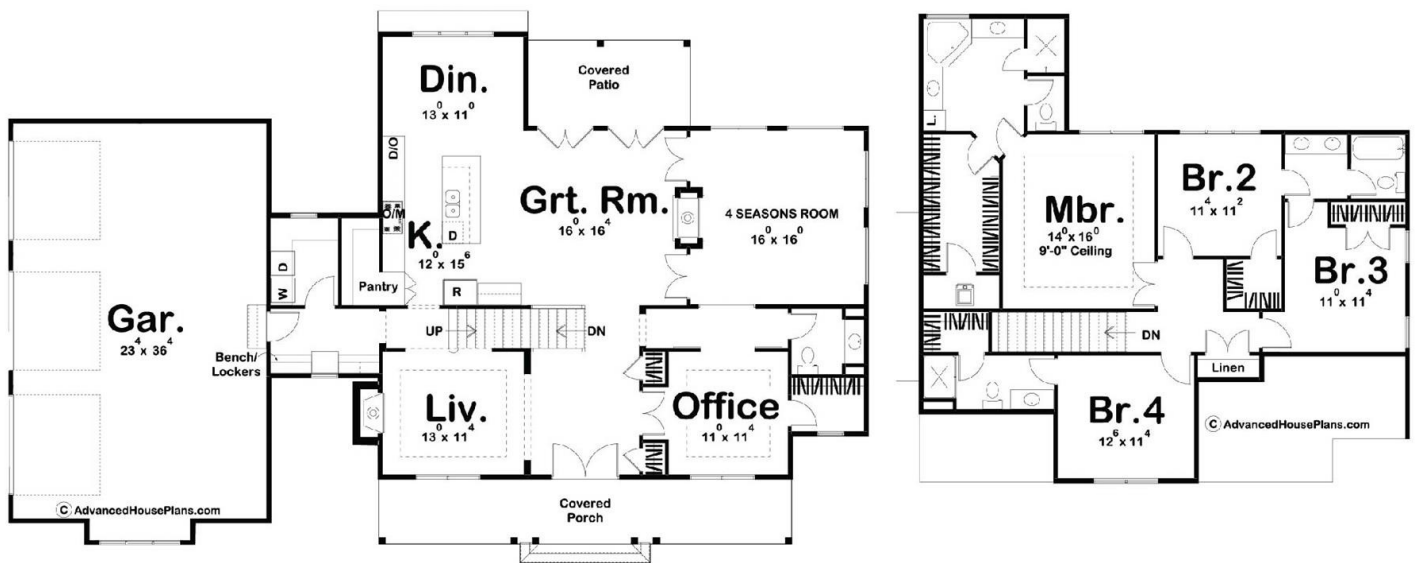 Din.
13⁰ x 11⁰
Covered
Patio
D/O
O/M
D
K.
12⁰ x 15⁶
Grt. Rm.
16⁰ x 16⁴
4 SEASONS ROOM
16⁰ x 16⁰
D
W
Pantry
R
Gar.
23⁴ x 36⁴
Bench/
Lockers
UP
DN
Liv.
13⁰ x 11⁴
Office
11⁰ x 11⁴
Covered
Porch
© AdvancedHousePlans.com
L.
Mbr.
14⁰ x 16⁰
9'-0" Ceiling
Br.2
11⁴ x 11²
Br.3
11⁰ x 11⁴
DN
Linen
Br.4
12⁶ x 11⁴
© AdvancedHousePlans.com